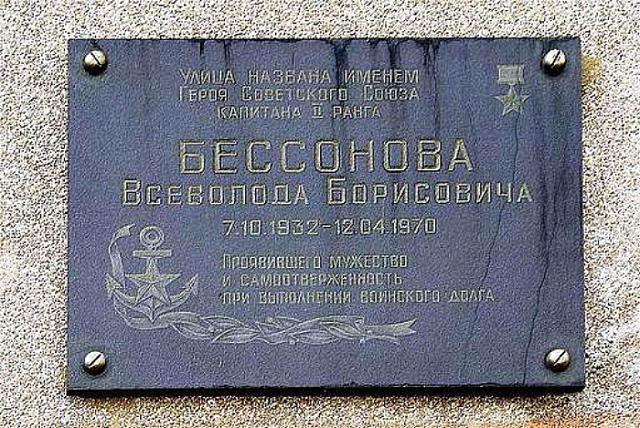 Улица названа именем
Героя Советского Союза
капитана II ранга
БЕССОНОВА
Всеволода Борисовича
7.10.1932-12.04.1970
Проявившего мужество
и самоотверженность
при выполнении воинского долга